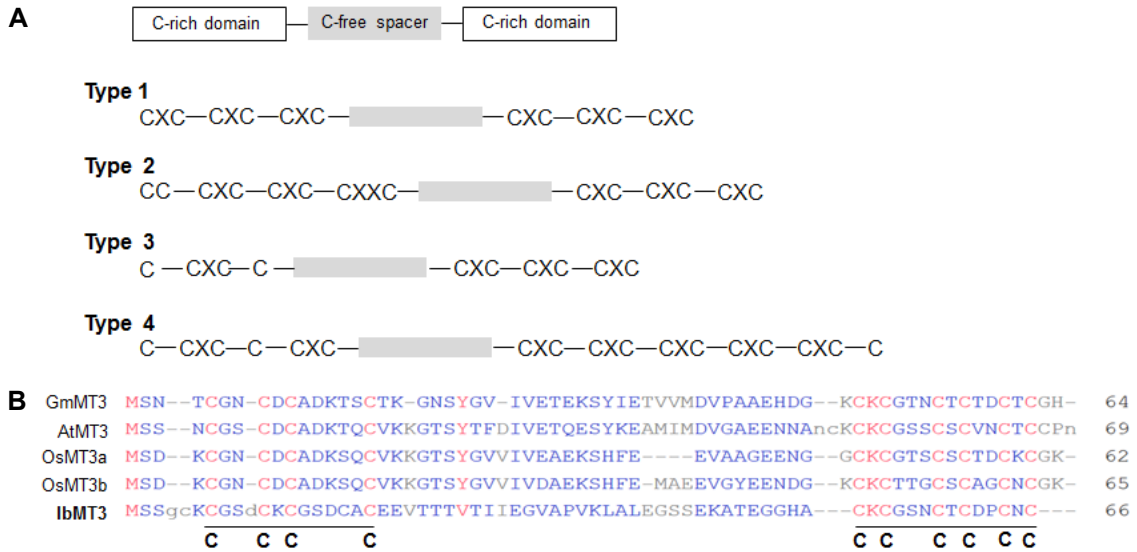 A
C-rich domain C-free spacer C-rich domain
Type 1
CXC CXC CXC CXC CXC CXC
Type 2
CC CXC CXC CXXC CXC CXC CXC
Type 3
C CXC C CXC CXC CXC
Type 4
C CXC C CXC CXC CXC CXC CXC CXC C
B
GmMT3 MSN--TCGN-CDCADKTSCTK-GNSYGV-IVETEKSYIETVVMDVPAAEHDG--KCKCGTNCTCTDCTCGH- 64
AtMT3 MSS--NCGS-CDCADKTQCVKKGTSYTFDIVETQESYKEAMIMDVGAEENNAncKCKCGSSCSCVNCTCCPn 69
OsMT3a MSD--KCGN-CDCADKSQCVKKGTSYGVVIVEAEKSHFE----EVAAGEENG-GCKCGTSCSCTDCKCGK- 62
OsMT3b MSD--KCGN-CDCADKSQCVKKGTSYGVVIVDAEKSHFE-MAEEVGYEENDG--KCKCTTGCSCAGCNCGK- 65
IbMT3 MSSgcKCGSdCKCGSDCACEEVTTTVTIIEGVAPVKLALEGSSEKATEGGHA---CKCGSNCTCDPCNC--- 66
C C C C C C C C C C